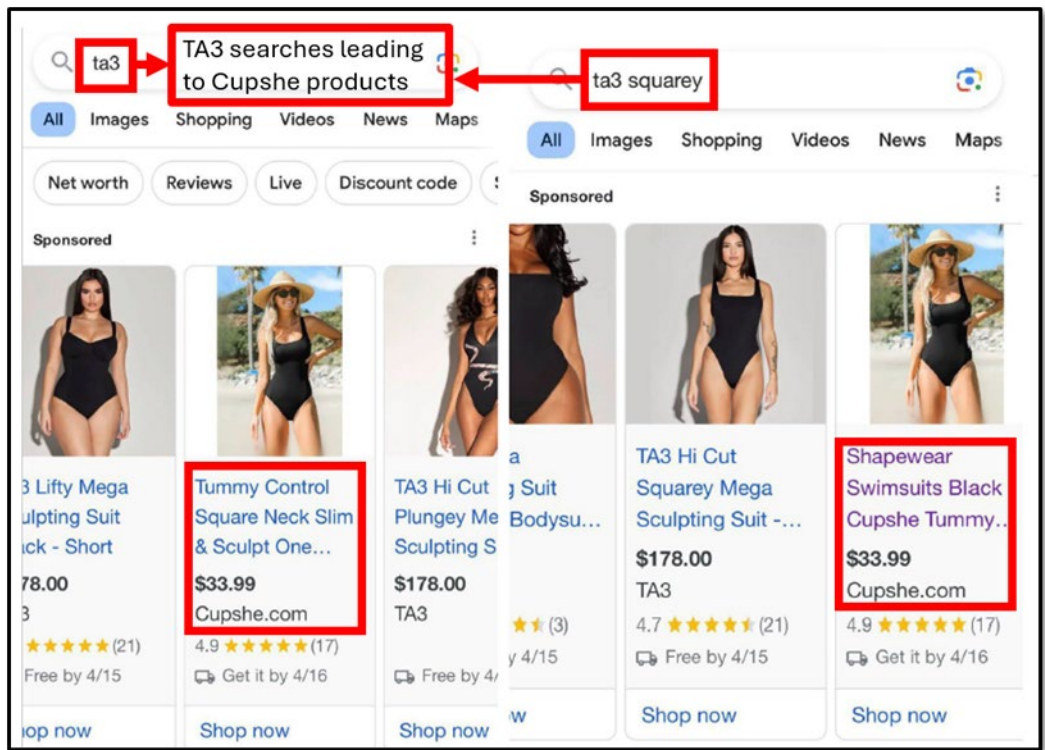 ta3
TA3 searches leading
to Cupshe products
All Images Shopping Videos News Maps
Net worth Reviews Live Discount code
Sponsored
3 Lifty Mega
ulpting Suit
ack - Short
78.00
3
(21)
Free by 4/15
hop now
Tummy Control
Square Neck Slim
& Sculpt One...
$33.99
Cupshe.com
4.9 ★★★★★ (17)
Get it by 4/16
Shop now
TA3 Hi Cut
Plungey Me
Sculpting S
$178.00
TA3
Free by 4/
Shop now
ta3 squarey
All Images Shopping Videos News Maps
Sponsored
a
g Suit
Bodysu...
(3)
y 4/15
w
TA3 Hi Cut
Squarey Mega
Sculpting Suit -...
$178.00
TA3
4.7 ★★★★★ (21)
Free by 4/15
Shop now
Shapewear
Swimsuits Black
Cupshe Tummy..
$33.99
Cupshe.com
4.9 ★★★★★ (17)
Get it by 4/16
Shop now